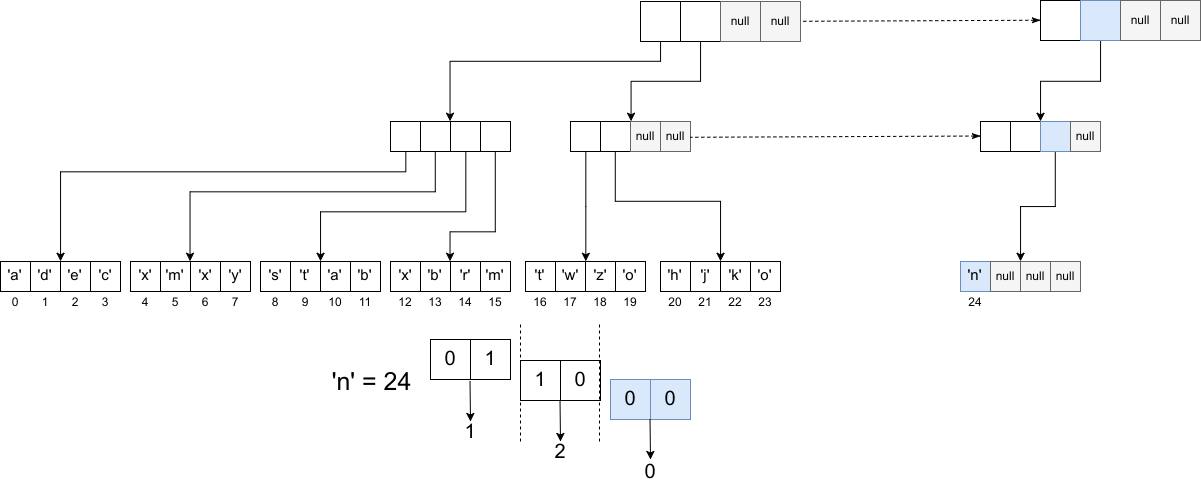 null null null null
null null null
'a' 'd' 'e' 'c' 'x' 'm' 'x' 'y' 's' 't' 'a' 'b' 'x' 'b' 'r' 'm' 't' 'w' 'z' 'o' 'h' 'j' 'k' 'o' 'n' null null null
0 1 2 3 4 5 6 7 8 9 10 11 12 13 14 15 16 17 18 19 20 21 22 23 24
0 1
'n' = 24 1 0
0 0
1
2
0